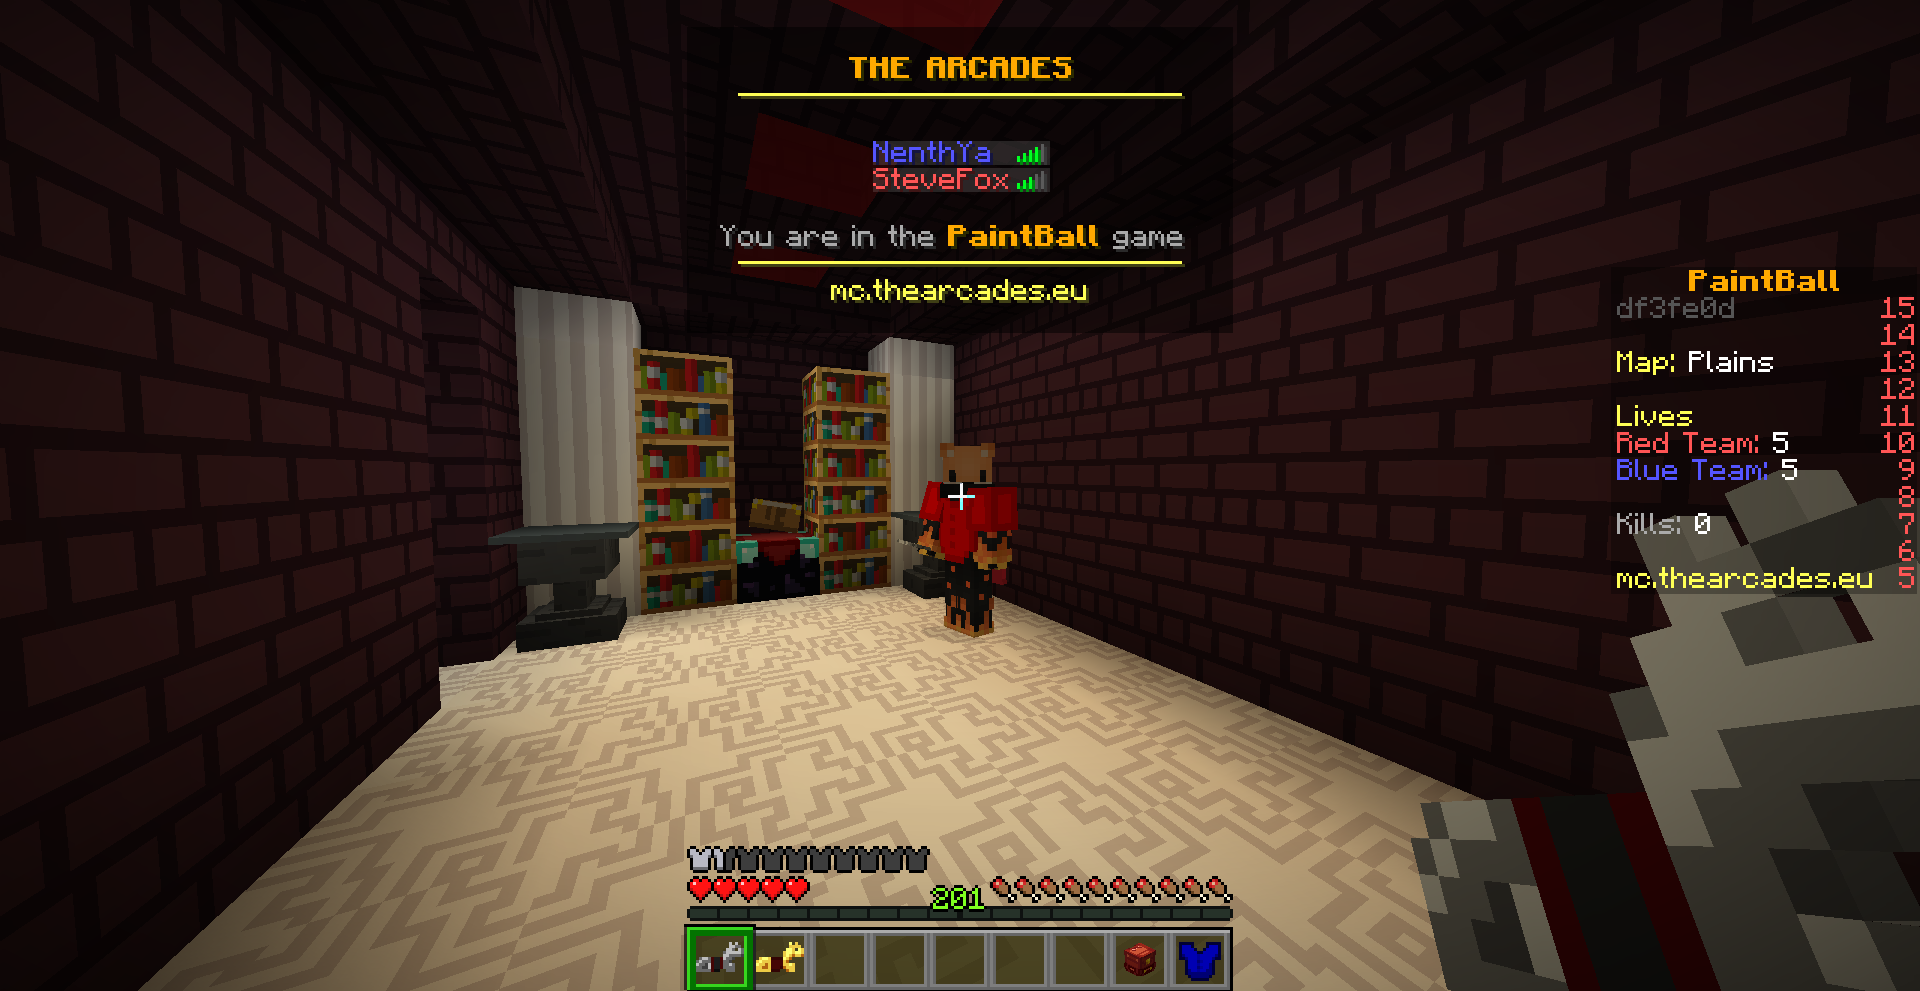 THE ARCADES
NenthYa
SteveFox
You are in the PaintBall game
mc.thearcades.eu
PaintBall
df3fe0d 15
14
Map: Plains 13
12
Lives 11
Red Team: 5 10
Blue Team: 5 9
8
Kills: 0 7
6
mc.thearcades.eu 5
201